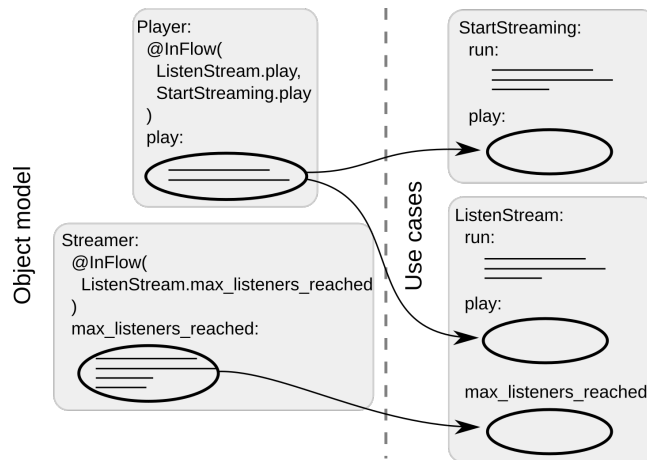 Player:
@InFlow(
ListenStream.play,
StartStreaming.play
)
play:
Object model
Streamer:
@InFlow(
ListenStream.max_listeners_reached
)
max_listeners_reached:
Use cases
StartStreaming:
run:
play:
ListenStream:
run:
play:
max_listeners_reached